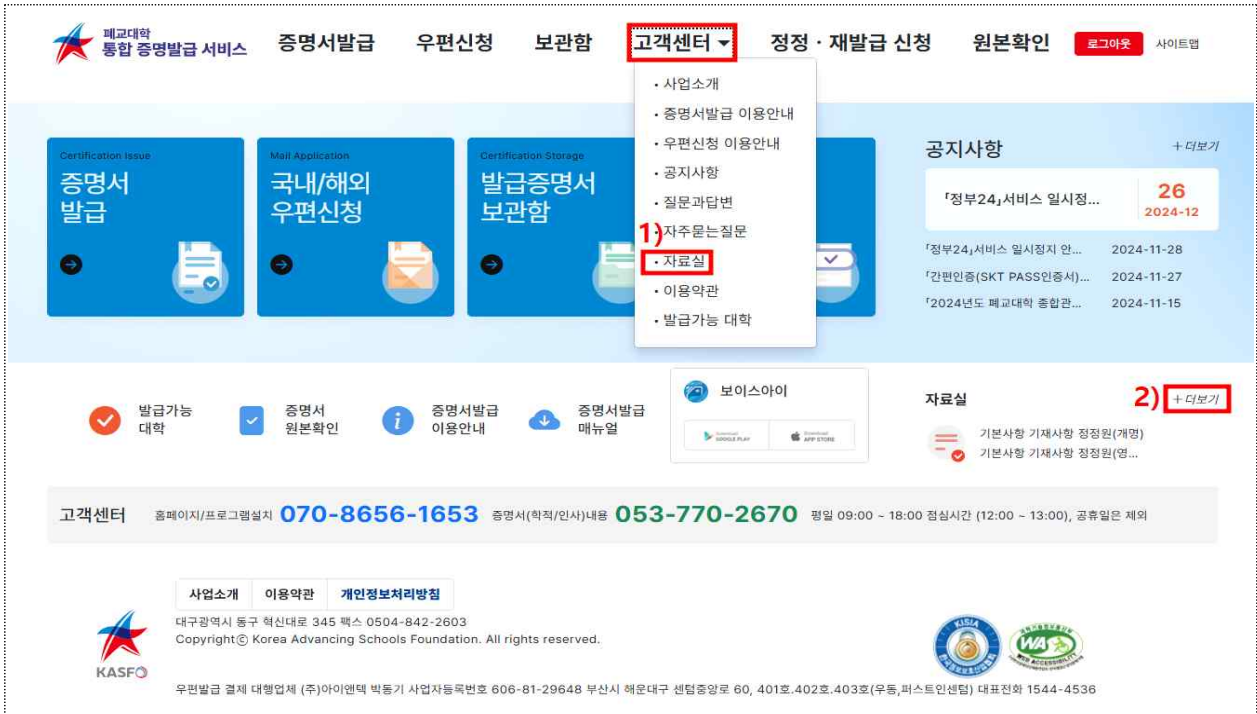 폐교대학
통합 증명발급 서비스
증명서발급 우편신청 보관함 고객센터 정정 · 재발급 신청 원본확인 로그아웃 사이트맵
• 사업소개
• 증명서발급 이용안내
• 우편신청 이용안내
• 공지사항
• 질문과답변
1) 자주묻는질문
• 자료실
• 이용약관
• 발급가능 대학
Certification Issue
증명서
발급
Mail Application
국내/해외
우편신청
Certification Storage
발급증명서
보관함
공지사항 +더보기
「정부24」서비스 일시정... 26
2024-12
「정부24」서비스 일시정지 안... 2024-11-28
「간편인증(SKT PASS인증서)... 2024-11-27
「2024년도 폐교대학 종합관... 2024-11-15
발급가능
대학
증명서
원본확인
증명서발급
이용안내
증명서발급
매뉴얼
보이스아이
Download
GOOGLE PLAY
Download
APP STORE
자료실 2) +더보기
기본사항 기재사항 정정원(개명)
기본사항 기재사항 정정원(영...
고객센터 홈페이지/프로그램설치 070-8656-1653 증명서(학적/인사)내용 053-770-2670 평일 09:00 ~ 18:00 점심시간 (12:00 ~ 13:00), 공휴일은 제외
사업소개 이용약관 개인정보처리방침
대구광역시 동구 혁신대로 345 팩스 0504-842-2603
Copyrightⓒ Korea Advancing Schools Foundation. All rights reserved.
KASFO
KISIA
WA
WEB ACCESSIBILITY
우편발급 결제 대행업체 (주)아이앤텍 박동기 사업자등록번호 606-81-29648 부산시 해운대구 센텀중앙로 60, 401호.402호.403호(우동,퍼스트인센텀) 대표전화 1544-4536